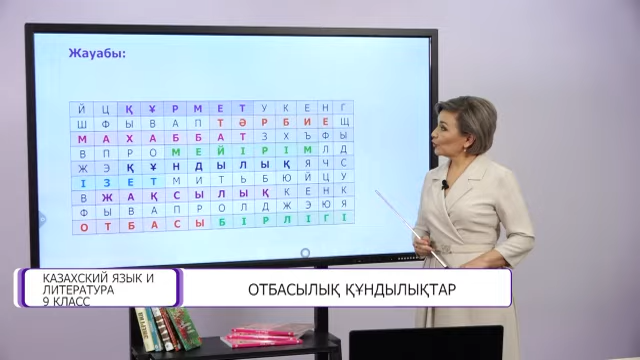 Жауабы:
Й Ц Қ Ұ Р М Е Т У К Е Н Г
Ш Ф Ы В А П Т Ә Р Б И Е Щ
М А Х А Б Б А Т З Х Ъ Ф Ы
В П Р О М Е Й І Р І М Л Д
Ж Э Қ Ұ Н Д Ы Л Ы Қ Я Ч С
І З Е Т М И Т Ь Б Ю Й Ц У
В Ж А Қ С Ы Л Ы Қ К Е Н К
Ф Ы В А П Р О Л Д Ж Э Ю Я
О Т Б А С Ы Б І Р Л І Г І
КАЗАХСКИЙ ЯЗЫК И
ЛИТЕРАТУРА
9 КЛАСС
ОТБАСЫЛЫҚ ҚҰНДЫЛЫҚТАР